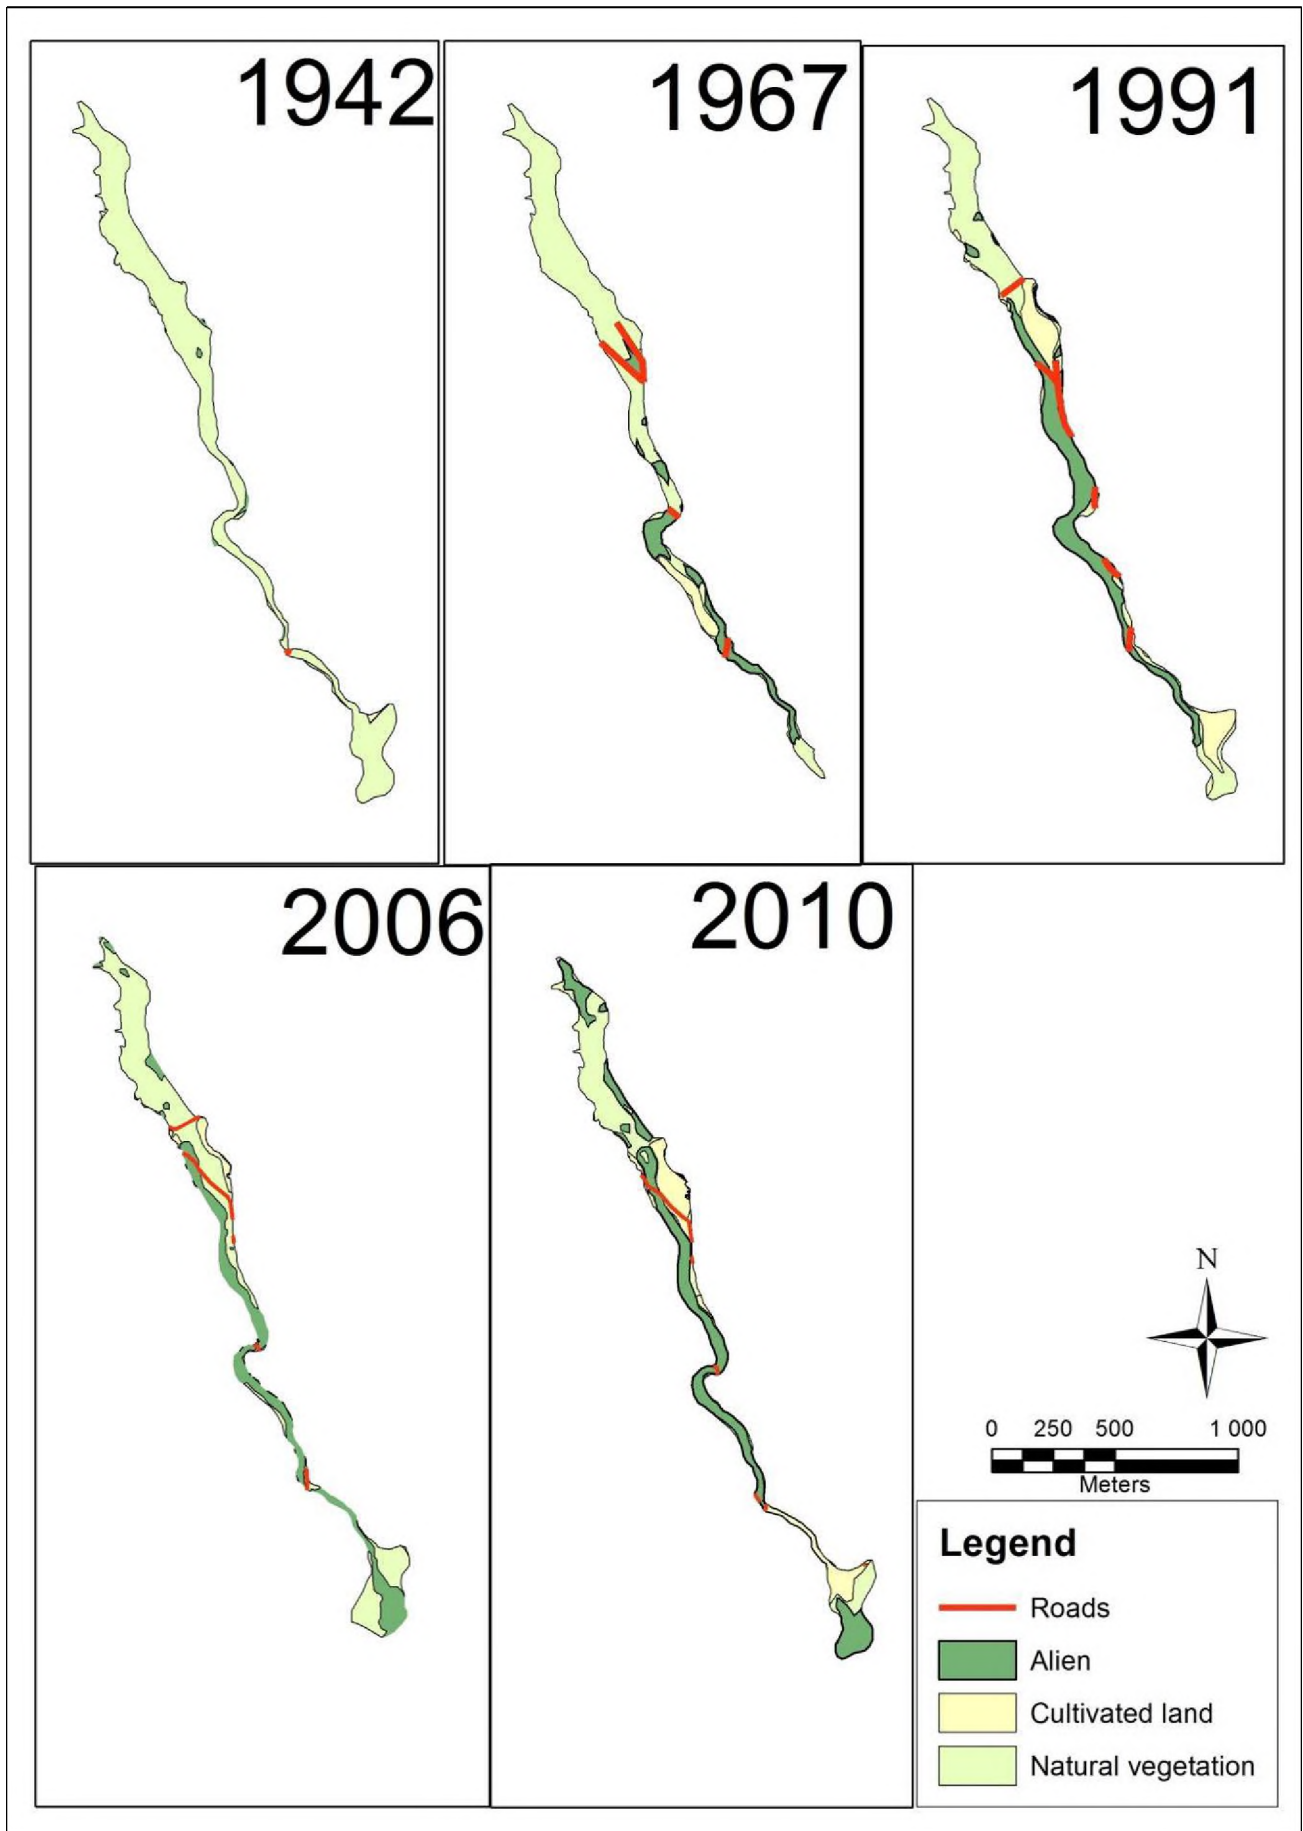 1942
1967
1991
2006
2010
N
0 250 500 1 000
Meters
Legend
Roads
Alien
Cultivated land
Natural vegetation